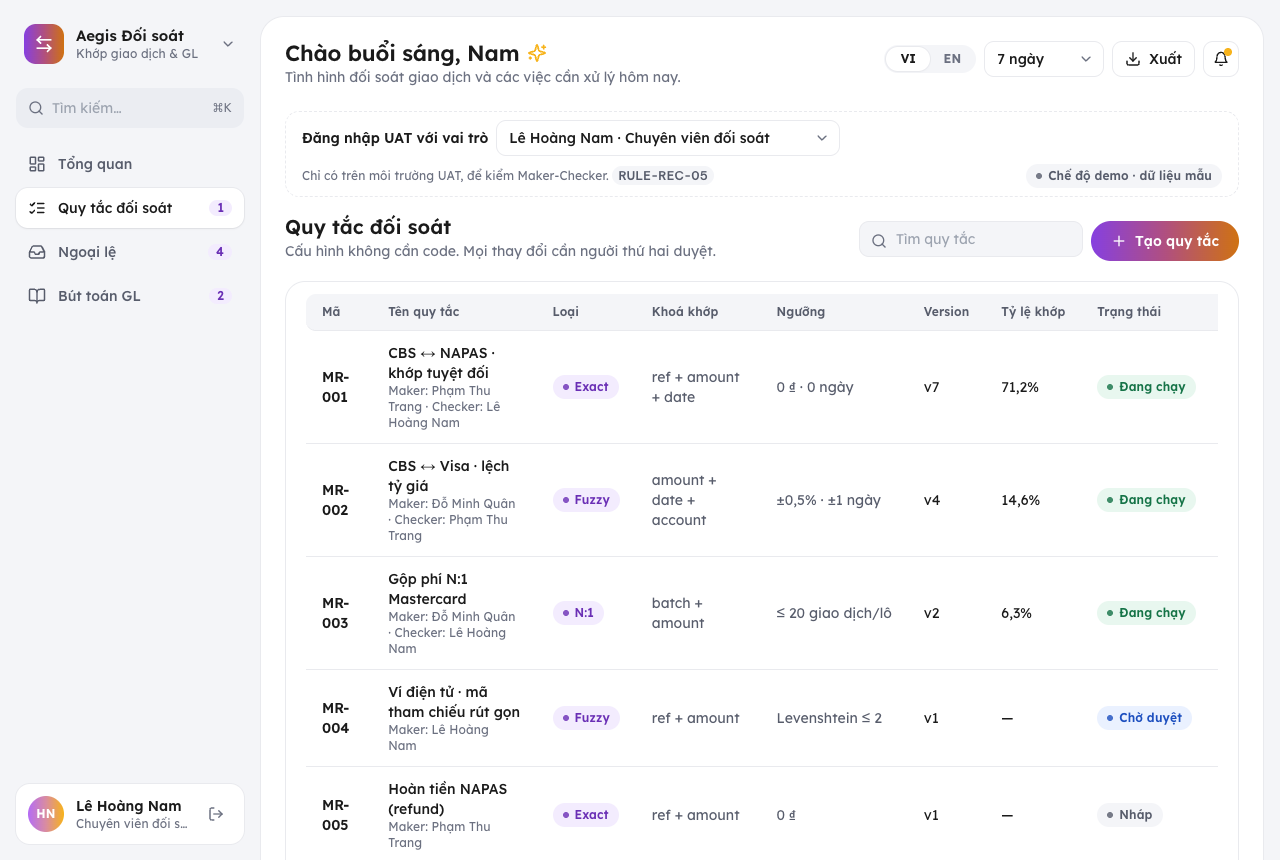 Aegis Đối soát
Khớp giao dịch & GL
Tìm kiếm...
⌘K
Tổng quan
Quy tắc đối soát
1
Ngoại lệ
4
Bút toán GL
2
HN
Lê Hoàng Nam
Chuyên viên đối s...
Chào buổi sáng, Nam
Tình hình đối soát giao dịch và các việc cần xử lý hôm nay.
VI
EN
7 ngày
Xuất
Đăng nhập UAT với vai trò
Lê Hoàng Nam · Chuyên viên đối soát
Chỉ có trên môi trường UAT, để kiểm Maker-Checker. RULE-REC-05
Chế độ demo · dữ liệu mẫu
Quy tắc đối soát
Cấu hình không cần code. Mọi thay đổi cần người thứ hai duyệt.
Tìm quy tắc
Tạo quy tắc
Mã Tên quy tắc Loại Khoá khớp Ngưỡng Version Tỷ lệ khớp Trạng thái
MR-
001
CBS ↔ NAPAS ·
khớp tuyệt đối
Maker: Phạm Thu
Trang · Checker: Lê
Hoàng Nam
Exact
ref + amount
+ date
0 ₫ · 0 ngày
v7
71,2%
Đang chạy
MR-
002
CBS ↔ Visa · lệch
tỷ giá
Maker: Đỗ Minh Quân
· Checker: Phạm Thu
Trang
Fuzzy
amount +
date +
account
±0,5% · ±1 ngày
v4
14,6%
Đang chạy
MR-
003
Gộp phí N:1
Mastercard
Maker: Đỗ Minh Quân
· Checker: Lê Hoàng
Nam
N:1
batch +
amount
≤ 20 giao dịch/lô
v2
6,3%
Đang chạy
MR-
004
Ví điện tử · mã
tham chiếu rút gọn
Maker: Lê Hoàng
Nam
Fuzzy
ref + amount
Levenshtein ≤ 2
v1
—
Chờ duyệt
MR-
005
Hoàn tiền NAPAS
(refund)
Maker: Phạm Thu
Trang
Exact
ref + amount
0 ₫
v1
—
Nháp